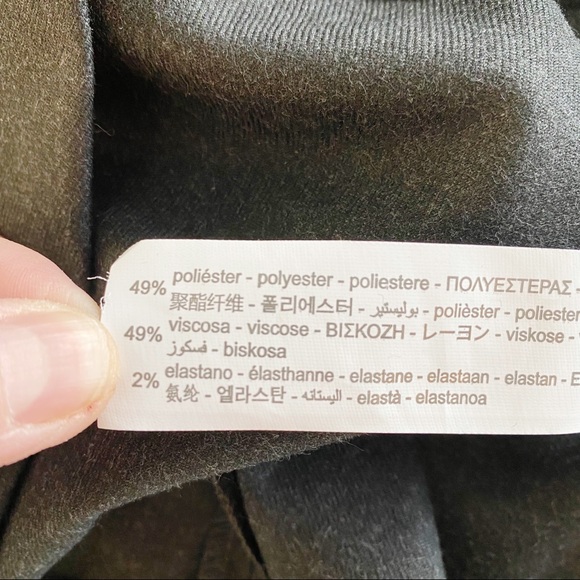 49% poliéster - polyester - poliestere - ΠΟΛΥΕΣΤΕΡΑΣ -
聚酯纤维 - 폴리에스터 - بوليستير - polièster - poliester
49% viscosa - viscose - ΒΙΣΚΟΖΗ - レーヨン - viskose -
فسكوز - biskosa
2% elastano - élasthanne - elastane - elastaan - elastan - E
氨纶 - 엘라스탄 - اليستانه - elastà - elastanoa